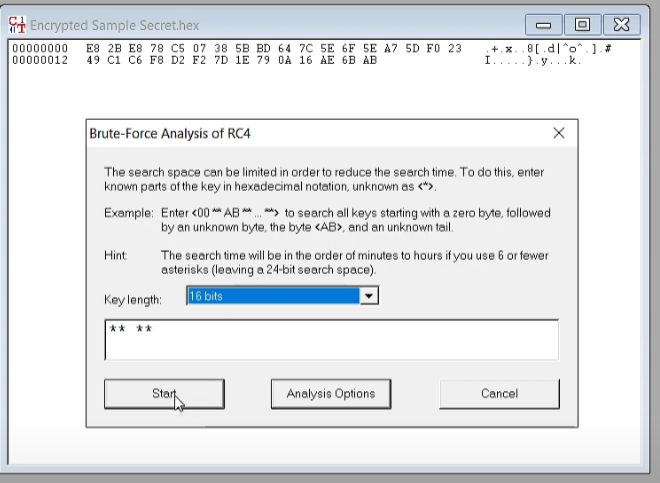 Encrypted Sample Secret.hex
00000000 E8 2B E8 78 C5 07 38 5B BD 64 7C 5E 6F 5E A7 5D F0 23 .+.x..8[.d|^o^.].#
00000012 49 C1 C6 F8 D2 F2 7D 1E 79 0A 16 AE 6B AB I.....}.y...k.
Brute-Force Analysis of RC4
The search space can be limited in order to reduce the search time. To do this, enter
known parts of the key in hexadecimal notation, unknown as <*>.
Example: Enter <00 ** AB ** ... **> to search all keys starting with a zero byte, followed
by an unknown byte, the byte <AB>, and an unknown tail.
Hint: The search time will be in the order of minutes to hours if you use 6 or fewer
asterisks (leaving a 24-bit search space).
Key length: 16 bits
** **
Start Analysis Options Cancel